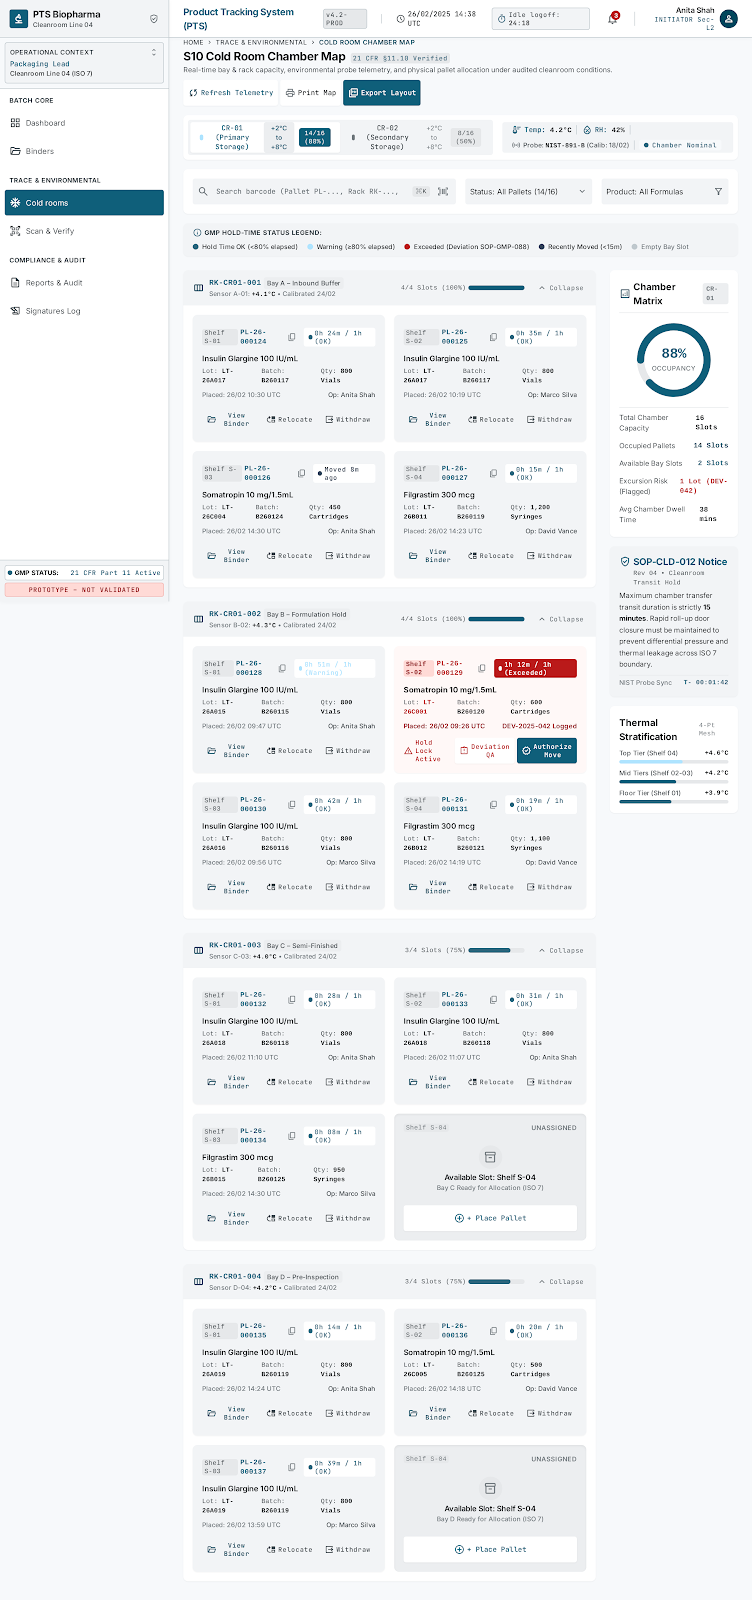 PTS Biopharma
Cleanroom Line 04
OPERATIONAL CONTEXT
Packaging Lead
Cleanroom Line 04 (ISO 7)
BATCH CORE
Dashboard
Binders
TRACE & ENVIRONMENTAL
Cold rooms
Scan & Verify
COMPLIANCE & AUDIT
Reports & Audit
Signatures Log
GMP STATUS: 21 CFR Part 11 Active
PROTOTYPE – NOT VALIDATED
Product Tracking System
(PTS)
v4.2-
PROD
26/02/2025 14:38
UTC
Idle logoff:
24:18
3
Anita Shah
INITIATOR Sec-
L2
HOME › TRACE & ENVIRONMENTAL › COLD ROOM CHAMBER MAP
S10 Cold Room Chamber Map 21 CFR §11.10 Verified
Real-time bay & rack capacity, environmental probe telemetry, and physical pallet allocation under audited cleanroom conditions.
Refresh Telemetry
Print Map
Export Layout
CR-01
(Primary
Storage)
+2°C
to
+8°C
14/16
(88%)
CR-02
(Secondary
Storage)
+2°C
to
+8°C
8/16
(50%)
Temp: 4.2°C
RH: 42%
Probe: NIST-891-B (Calib: 18/02)
Chamber Nominal
Search barcode (Pallet PL-..., Rack RK-..., ⌘K
Status: All Pallets (14/16)
Product: All Formulas
GMP HOLD-TIME STATUS LEGEND:
Hold Time OK (<80% elapsed)
Warning (≥80% elapsed)
Exceeded (Deviation SOP-GMP-088)
Recently Moved (<15m)
Empty Bay Slot
RK-CR01-001 Bay A – Inbound Buffer
Sensor A-01: +4.1°C • Calibrated 24/02
4/4 Slots (100%)
Collapse
Shelf
S-01
PL-26-
000124
0h 24m / 1h
(OK)
Insulin Glargine 100 IU/mL
Lot: LT-
26A017
Batch:
B260117
Qty: 800
Vials
Placed: 26/02 10:30 UTC
Op: Anita Shah
View
Binder
Relocate
Withdraw
Shelf
S-02
PL-26-
000125
0h 35m / 1h
(OK)
Insulin Glargine 100 IU/mL
Lot: LT-
26A017
Batch:
B260117
Qty: 800
Vials
Placed: 26/02 10:19 UTC
Op: Marco Silva
View
Binder
Relocate
Withdraw
Shelf S-
03
PL-26-
000126
Moved 8m
ago
Somatropin 10 mg/1.5mL
Lot: LT-
26C004
Batch:
B260124
Qty: 450
Cartridges
Placed: 26/02 14:30 UTC
Op: Anita Shah
View
Binder
Relocate
Withdraw
Shelf
S-04
PL-26-
000127
0h 15m / 1h
(OK)
Filgrastim 300 mcg
Lot: LT-
26B011
Batch:
B260119
Qty: 1,200
Syringes
Placed: 26/02 14:23 UTC
Op: David Vance
View
Binder
Relocate
Withdraw
RK-CR01-002 Bay B – Formulation Hold
Sensor B-02: +4.3°C • Calibrated 24/02
4/4 Slots (100%)
Collapse
Shelf
S-01
PL-26-
000128
0h 51m / 1h
(Warning)
Insulin Glargine 100 IU/mL
Lot: LT-
26A015
Batch:
B260115
Qty: 800
Vials
Placed: 26/02 09:47 UTC
Op: Anita Shah
View
Binder
Relocate
Withdraw
Shelf
S-02
PL-26-
000129
1h 12m / 1h
(Exceeded)
Somatropin 10 mg/1.5mL
Lot: LT-
26C001
Batch:
B260120
Qty: 600
Cartridges
Placed: 26/02 09:26 UTC
DEV-2025-042 Logged
Hold
Lock
Active
Deviation
QA
Authorize
Move
Shelf
S-03
PL-26-
000130
0h 42m / 1h
(OK)
Insulin Glargine 100 IU/mL
Lot: LT-
26A016
Batch:
B260116
Qty: 800
Vials
Placed: 26/02 09:56 UTC
Op: Marco Silva
View
Binder
Relocate
Withdraw
Shelf
S-04
PL-26-
000131
0h 19m / 1h
(OK)
Filgrastim 300 mcg
Lot: LT-
26B012
Batch:
B260121
Qty: 1,100
Syringes
Placed: 26/02 14:19 UTC
Op: David Vance
View
Binder
Relocate
Withdraw
RK-CR01-003 Bay C – Semi-Finished
Sensor C-03: +4.0°C • Calibrated 24/02
3/4 Slots (75%)
Collapse
Shelf
S-01
PL-26-
000132
0h 28m / 1h
(OK)
Insulin Glargine 100 IU/mL
Lot: LT-
26A018
Batch:
B260118
Qty: 800
Vials
Placed: 26/02 11:10 UTC
Op: Anita Shah
View
Binder
Relocate
Withdraw
Shelf
S-02
PL-26-
000133
0h 31m / 1h
(OK)
Insulin Glargine 100 IU/mL
Lot: LT-
26A018
Batch:
B260118
Qty: 800
Vials
Placed: 26/02 11:07 UTC
Op: Anita Shah
View
Binder
Relocate
Withdraw
Shelf
S-03
PL-26-
000134
0h 08m / 1h
(OK)
Filgrastim 300 mcg
Lot: LT-
26B015
Batch:
B260125
Qty: 950
Syringes
Placed: 26/02 14:30 UTC
Op: Marco Silva
View
Binder
Relocate
Withdraw
Shelf S-04
UNASSIGNED
Available Slot: Shelf S-04
Bay C Ready for Allocation (ISO 7)
+ Place Pallet
RK-CR01-004 Bay D – Pre-Inspection
Sensor D-04: +4.2°C • Calibrated 24/02
3/4 Slots (75%)
Collapse
Shelf
S-01
PL-26-
000135
0h 14m / 1h
(OK)
Insulin Glargine 100 IU/mL
Lot: LT-
26A019
Batch:
B260119
Qty: 800
Vials
Placed: 26/02 14:24 UTC
Op: Anita Shah
View
Binder
Relocate
Withdraw
Shelf
S-02
PL-26-
000136
0h 20m / 1h
(OK)
Somatropin 10 mg/1.5mL
Lot: LT-
26C005
Batch:
B260125
Qty: 500
Cartridges
Placed: 26/02 14:18 UTC
Op: David Vance
View
Binder
Relocate
Withdraw
Shelf
S-03
PL-26-
000137
0h 39m / 1h
(OK)
Insulin Glargine 100 IU/mL
Lot: LT-
26A019
Batch:
B260119
Qty: 800
Vials
Placed: 26/02 13:59 UTC
Op: Marco Silva
View
Binder
Relocate
Withdraw
Shelf S-04
UNASSIGNED
Available Slot: Shelf S-04
Bay D Ready for Allocation (ISO 7)
+ Place Pallet
Chamber
Matrix
CR-
01
88%
OCCUPANCY
Total Chamber
Capacity
16
Slots
Occupied Pallets
14 Slots
Available Bay Slots
2 Slots
Excursion Risk
(Flagged)
1 Lot (DEV-
042)
Avg Chamber Dwell
Time
38
mins
SOP-CLD-012 Notice
Rev 04 • Cleanroom
Transit Hold
Maximum chamber transfer
transit duration is strictly 15
minutes. Rapid roll-up door
closure must be maintained to
prevent differential pressure and
thermal leakage across ISO 7
boundary.
NIST Probe Sync
T- 00:01:42
Thermal
Stratification
4-Pt
Mesh
Top Tier (Shelf 04)
+4.6°C
Mid Tiers (Shelf 02-03)
+4.2°C
Floor Tier (Shelf 01)
+3.9°C